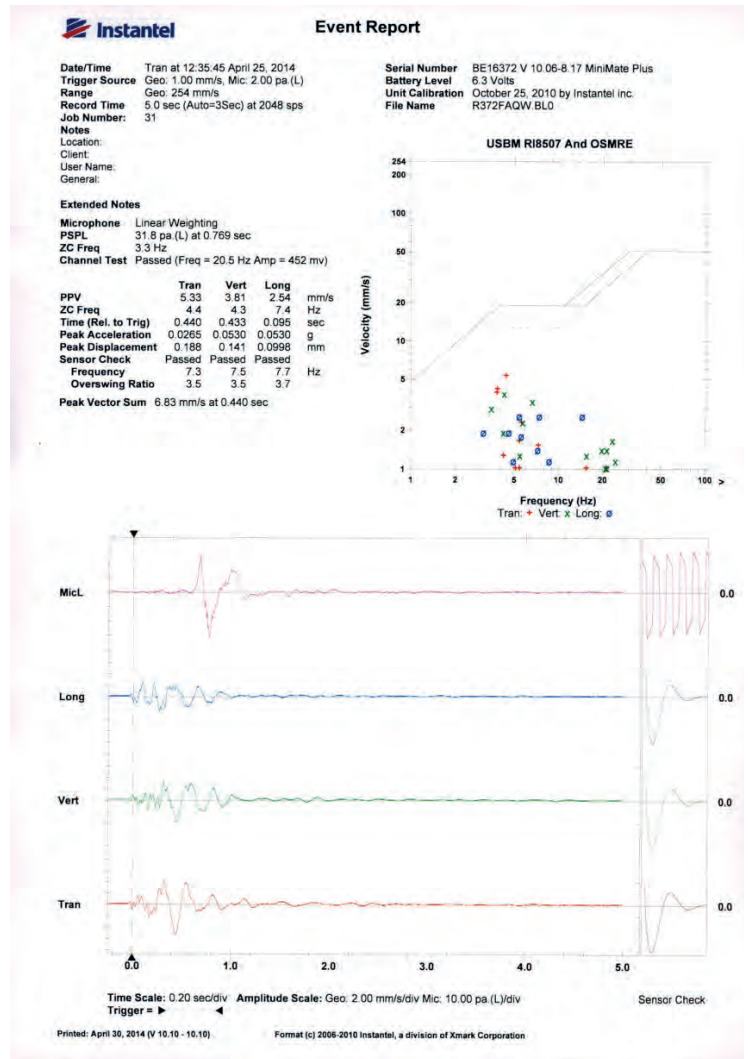 Instantel
Event Report
Date/Time Tran at 12:35:45 April 25, 2014
Trigger Source Geo: 1.00 mm/s, Mic: 2.00 pa.(L)
Range Geo: 254 mm/s
Record Time 5.0 sec (Auto=3Sec) at 2048 sps
Job Number: 31
Notes
Location:
Client:
User Name:
General:
Serial Number BE16372 V 10.06-8.17 MiniMate Plus
Battery Level 6.3 Volts
Unit Calibration October 25, 2010 by Instantel inc.
File Name R372FAQW.BL0
Extended Notes
Microphone Linear Weighting
PSPL 31.8 pa.(L) at 0.769 sec
ZC Freq 3.3 Hz
Channel Test Passed (Freq = 20.5 Hz Amp = 452 mv)
Tran Vert Long
PPV 5.33 3.81 2.54 mm/s
ZC Freq 4.4 4.3 7.4 Hz
Time (Rel. to Trig) 0.440 0.433 0.095 sec
Peak Acceleration 0.0265 0.0530 0.0530 g
Peak Displacement 0.188 0.141 0.0998 mm
Sensor Check Passed Passed Passed
Frequency 7.3 7.5 7.7 Hz
Overswing Ratio 3.5 3.5 3.7
Peak Vector Sum 6.83 mm/s at 0.440 sec
USBM RI8507 And OSMRE
254
200
100
50
20
10
5
2
1
Velocity (mm/s)
1 2 5 10 20 50 100 >
Frequency (Hz)
Tran: + Vert: x Long: ø
MicL 0.0
Long 0.0
Vert 0.0
Tran 0.0
0.0 1.0 2.0 3.0 4.0 5.0
Time Scale: 0.20 sec/div Amplitude Scale: Geo: 2.00 mm/s/div Mic: 10.00 pa.(L)/div
Sensor Check
Trigger = ▶ ◀
Printed: April 30, 2014 (V 10.10 - 10.10)
Format (c) 2006-2010 Instantel, a division of Xmark Corporation